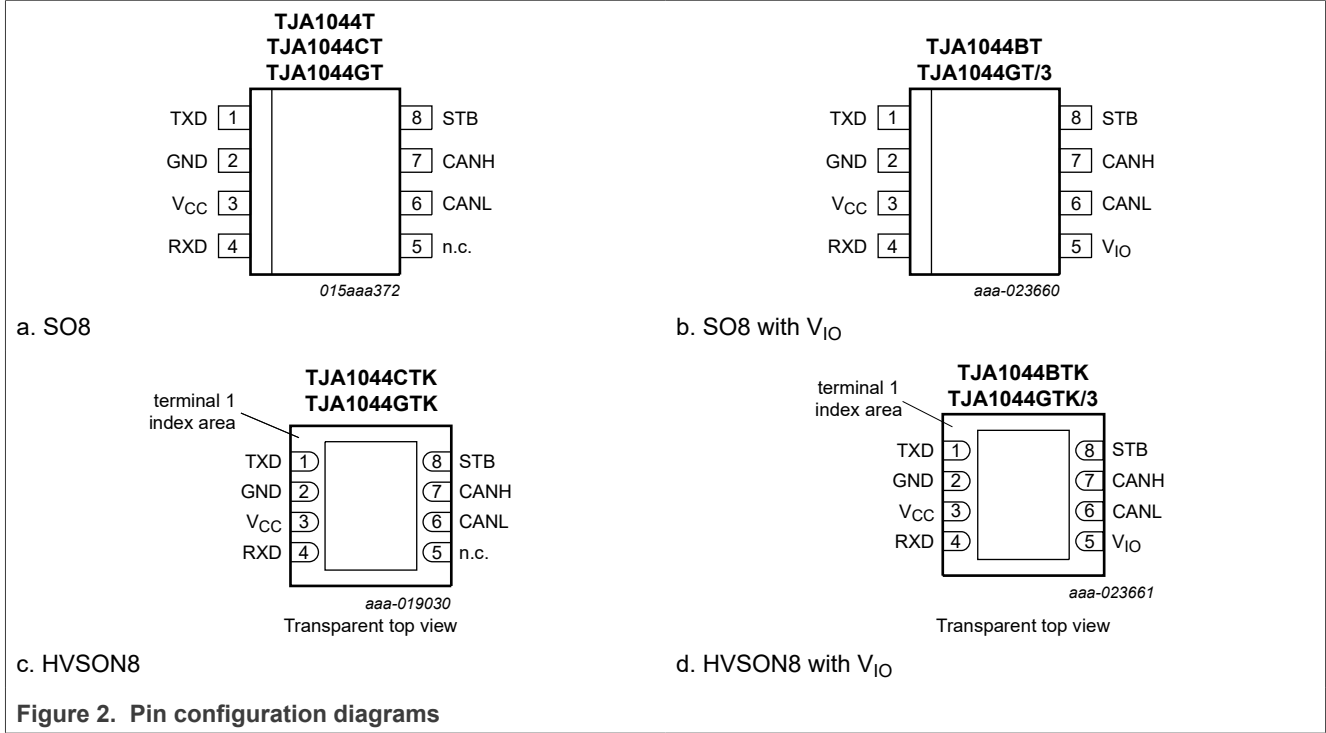 TJA1044T
TJA1044CT
TJA1044GT
TXD 1
GND 2
VCC 3
RXD 4
8 STB
7 CANH
6 CANL
5 n.c.
015aaa372
a. SO8
TJA1044BT
TJA1044GT/3
TXD 1
GND 2
VCC 3
RXD 4
8 STB
7 CANH
6 CANL
5 VIO
aaa-023660
b. SO8 with VIO
TJA1044CTK
TJA1044GTK
terminal 1
index area
TXD 1
GND 2
VCC 3
RXD 4
8 STB
7 CANH
6 CANL
5 n.c.
aaa-019030
Transparent top view
c. HVSON8
TJA1044BTK
TJA1044GTK/3
terminal 1
index area
TXD 1
GND 2
VCC 3
RXD 4
8 STB
7 CANH
6 CANL
5 VIO
aaa-023661
Transparent top view
d. HVSON8 with VIO
Figure 2. Pin configuration diagrams